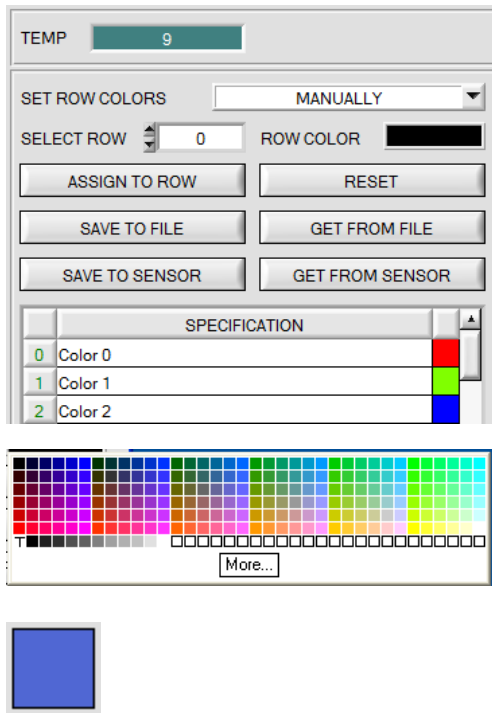 TEMP 9
SET ROW COLORS MANUALLY
SELECT ROW 0 ROW COLOR
ASSIGN TO ROW RESET
SAVE TO FILE GET FROM FILE
SAVE TO SENSOR GET FROM SENSOR
SPECIFICATION
0 Color 0
1 Color 1
2 Color 2
T
More...